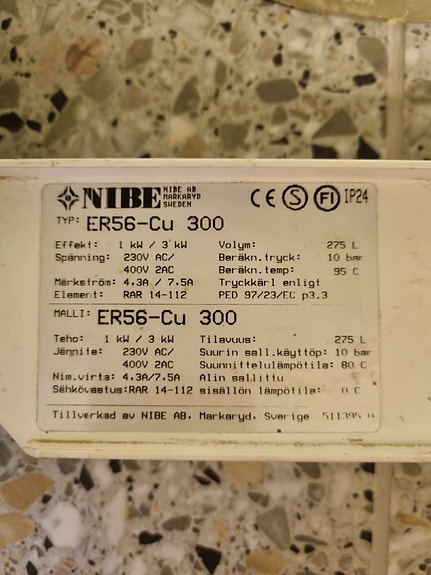 NIBE NIBE AB
MARKARYD
SWEDEN
CE S FI IP24
TYP: ER56-Cu 300
Effekt: 1 kW / 3 kW Volym: 275 L
Spänning: 230V AC/ Beräkn.tryck: 10 bar
400V 2AC Beräkn.temp: 95 C
Märkström: 4.3A / 7.5A Tryckkärl enligt
Element: RAR 14-112 PED 97/23/EC p3.3
MALLI: ER56-Cu 300
Teho: 1 kW / 3 kW Tilavuus: 275 L
Jännite: 230V AC/ Suurin sall.käyttöp: 10 bar
400V 2AC Suunnittelulämpötila: 80 C
Nim.virta: 4.3A/7.5A Alin sallittu
Sähkövastus: RAR 14-112 sisällön lämpötila: 0 C
Tillverkad av NIBE AB, Markaryd, Sverige 511395